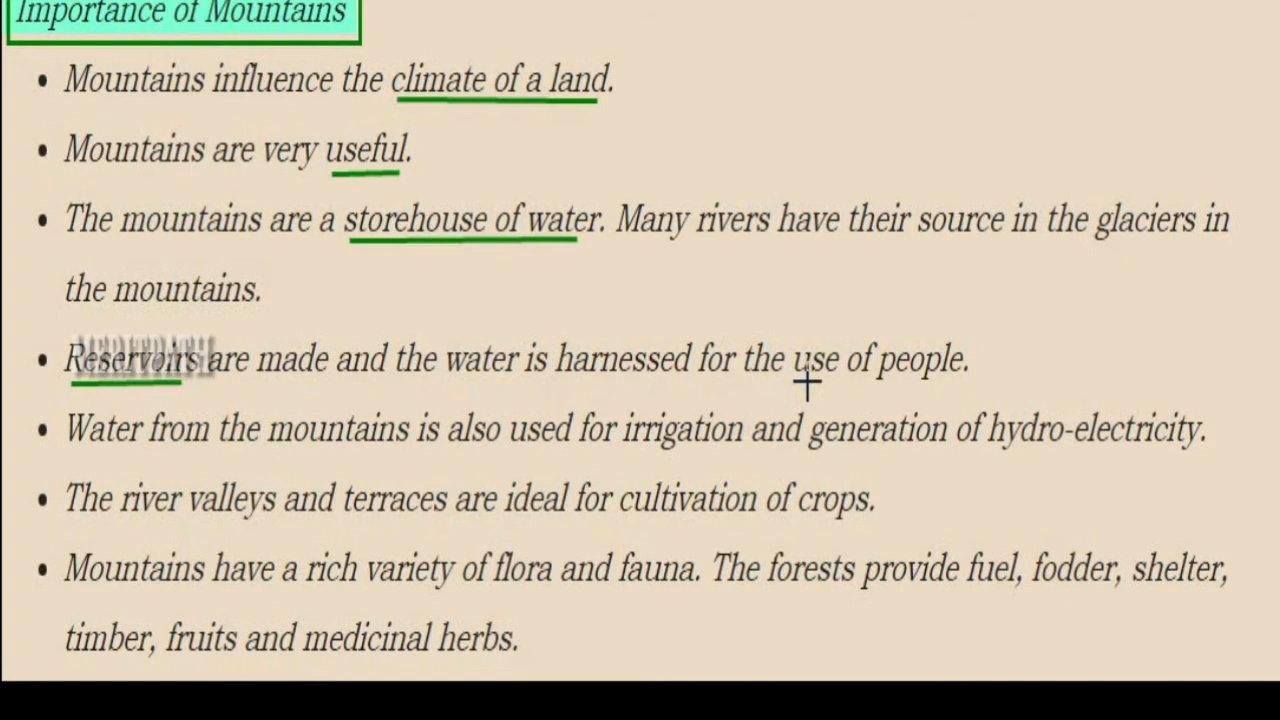 Importance of Mountains
• Mountains influence the climate of a land.
• Mountains are very useful.
• The mountains are a storehouse of water. Many rivers have their source in the glaciers in
the mountains.
• Reservoirs are made and the water is harnessed for the use of people.
• Water from the mountains is also used for irrigation and generation of hydro-electricity.
• The river valleys and terraces are ideal for cultivation of crops.
• Mountains have a rich variety of flora and fauna. The forests provide fuel, fodder, shelter,
timber, fruits and medicinal herbs.